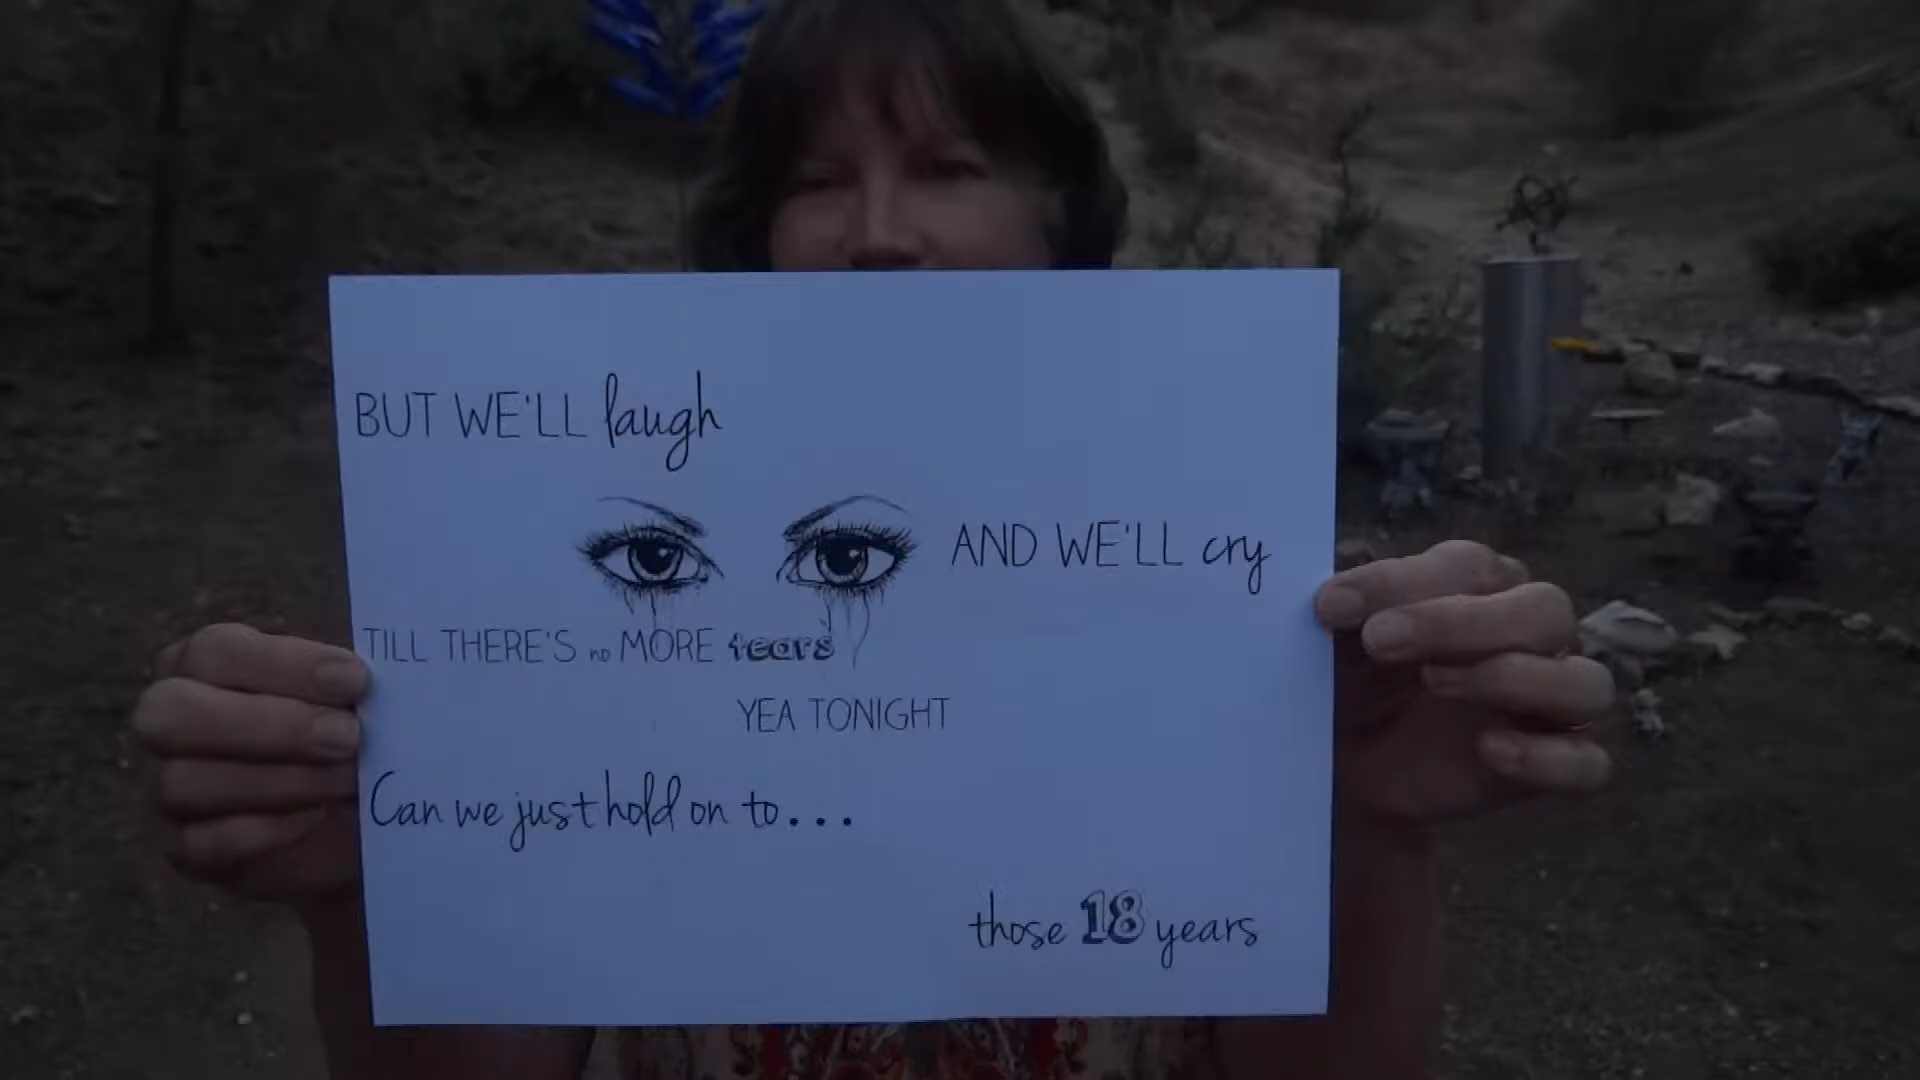 BUT WE'LL laugh
AND WE'LL cry
TILL THERE'S no MORE tears
YEA TONIGHT
Can we just hold on to...
those 18 years